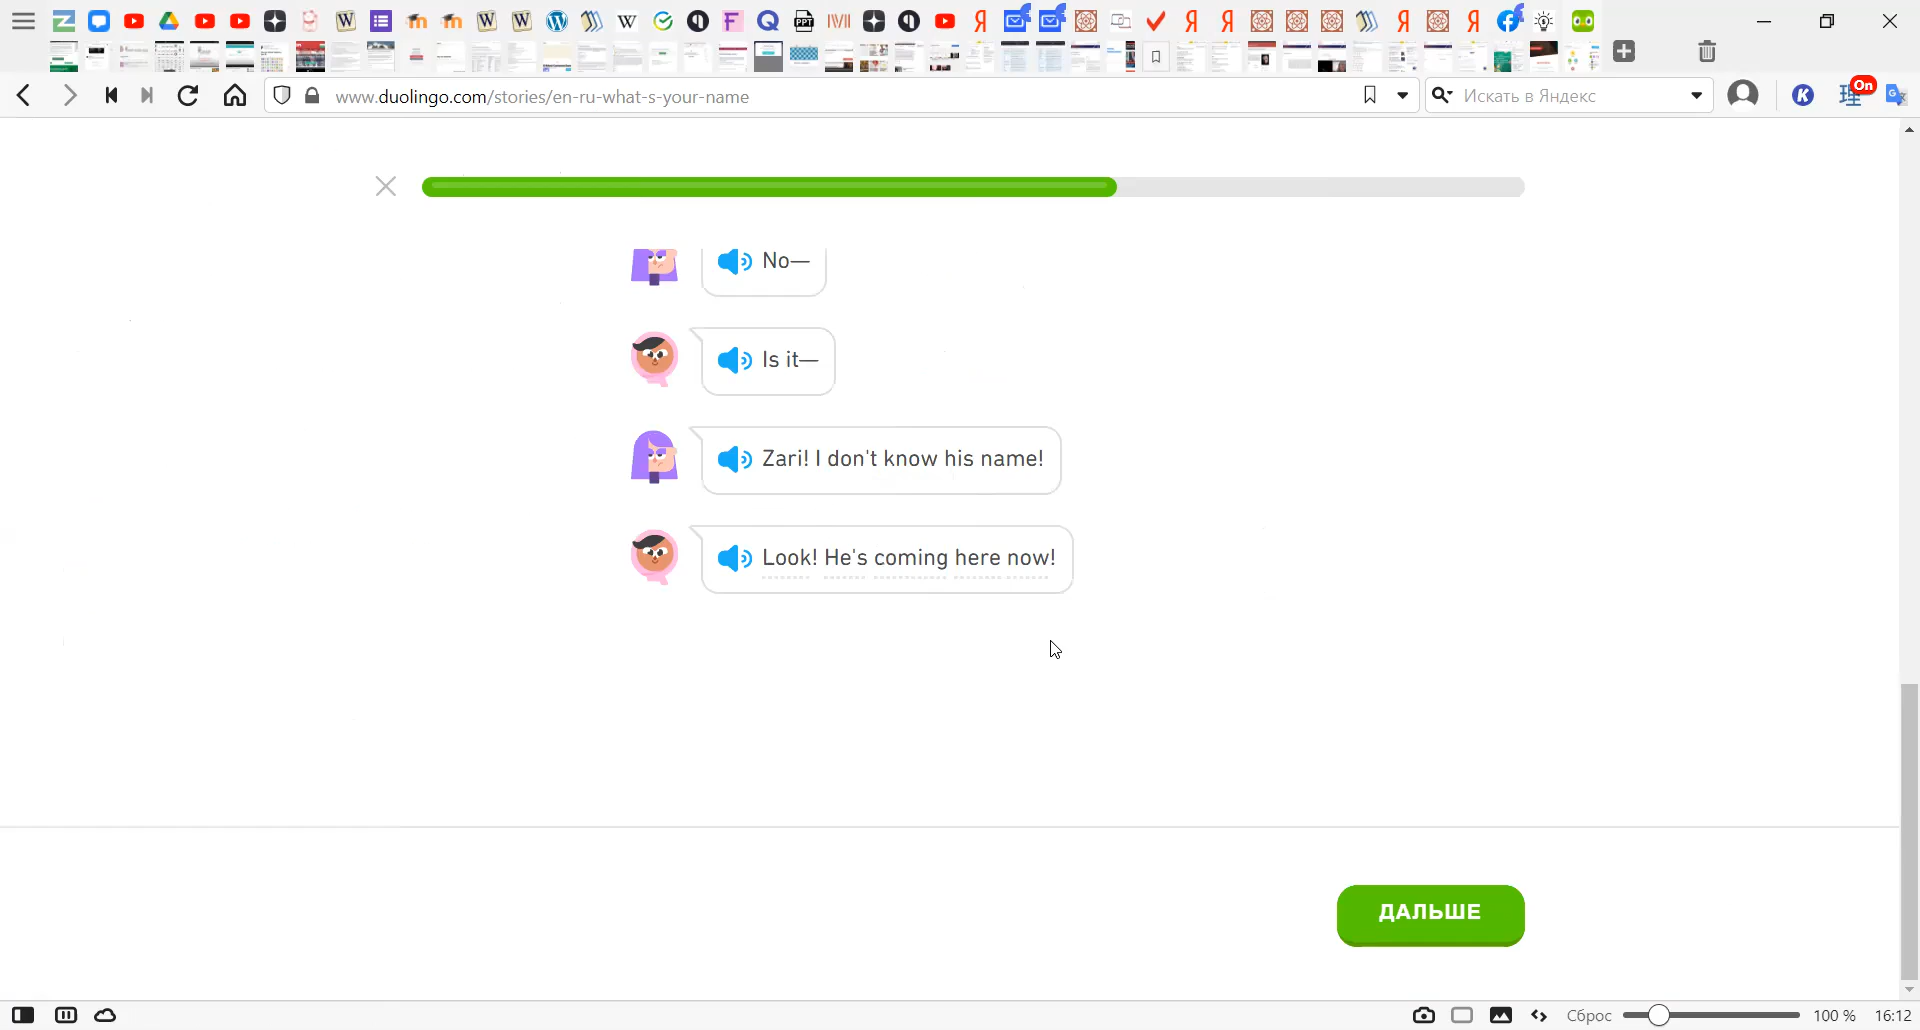 www.duolingo.com/stories/en-ru-what-s-your-name
Искать в Яндекс
On
No—
Is it—
Zari! I don't know his name!
Look! He's coming here now!
ДАЛЬШЕ
Сброс
100 %
16:12